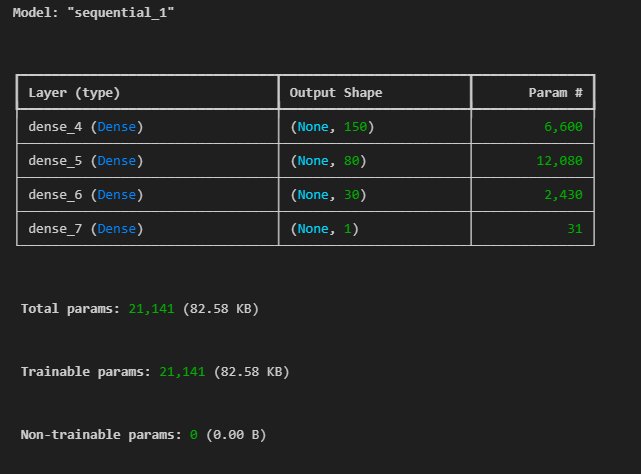 Model: "sequential_1"
Layer (type) Output Shape Param #
dense_4 (Dense) (None, 150) 6,600
dense_5 (Dense) (None, 80) 12,080
dense_6 (Dense) (None, 30) 2,430
dense_7 (Dense) (None, 1) 31
Total params: 21,141 (82.58 KB)
Trainable params: 21,141 (82.58 KB)
Non-trainable params: 0 (0.00 B)